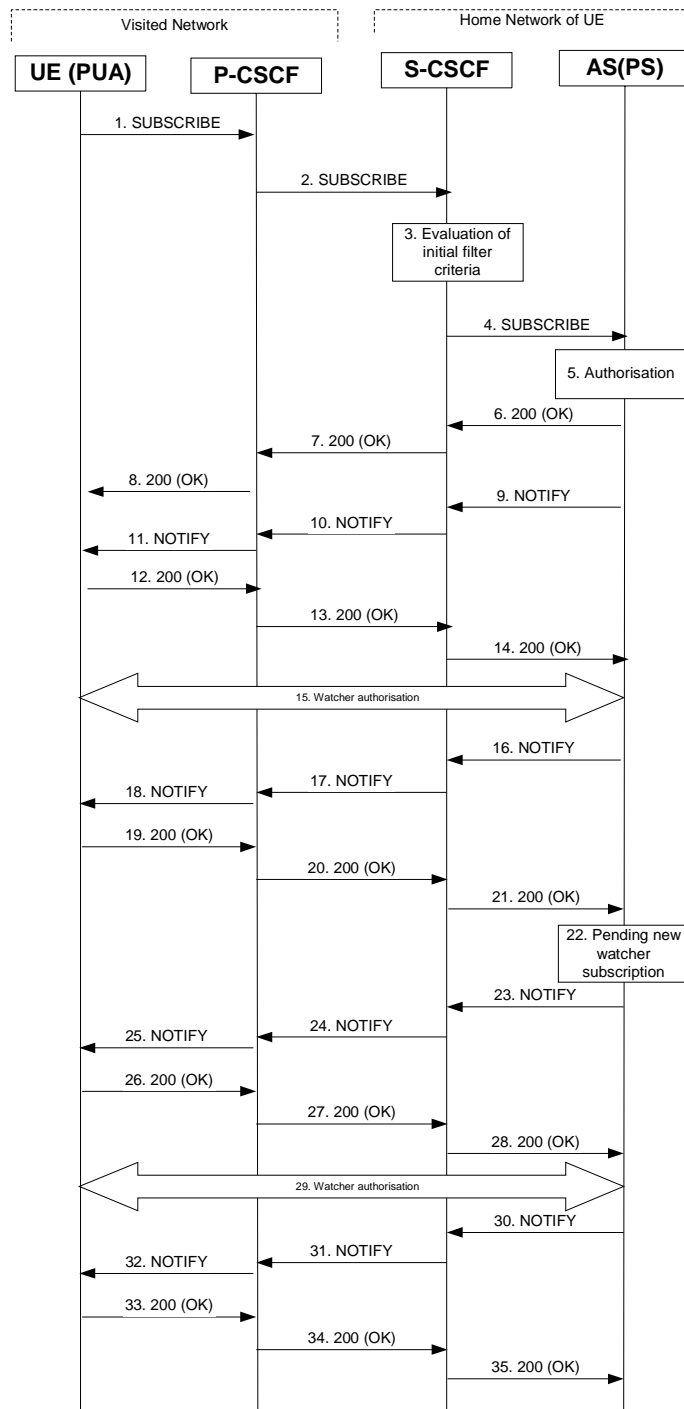 Visited Network
Home Network of UE
UE (PUA)
P-CSCF
S-CSCF
AS(PS)
1. SUBSCRIBE
2. SUBSCRIBE
3. Evaluation of
initial filter
criteria
4. SUBSCRIBE
5. Authorisation
6. 200 (OK)
7. 200 (OK)
8. 200 (OK)
9. NOTIFY
10. NOTIFY
11. NOTIFY
12. 200 (OK)
13. 200 (OK)
14. 200 (OK)
15. Watcher authorisation
16. NOTIFY
17. NOTIFY
18. NOTIFY
19. 200 (OK)
20. 200 (OK)
21. 200 (OK)
22. Pending new
watcher
subscription
23. NOTIFY
24. NOTIFY
25. NOTIFY
26. 200 (OK)
27. 200 (OK)
28. 200 (OK)
29. Watcher authorisation
30. NOTIFY
31. NOTIFY
32. NOTIFY
33. 200 (OK)
34. 200 (OK)
35. 200 (OK)